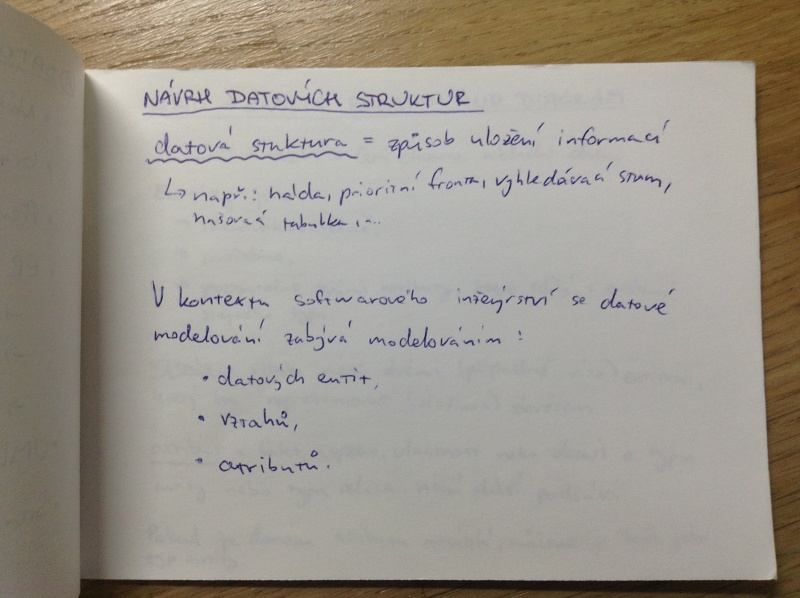 NÁVRH DATOVÝCH STRUKTUR
datová stuktura = způsob uložení informací
↳ např.: halda, prioritní fronta, vyhledávací strom,
hašovací tabulka, ...
V kontextu softwarového inženýrství se datové
modelování zabývá modelováním:
• datových entit,
• vztahů,
• atributů.